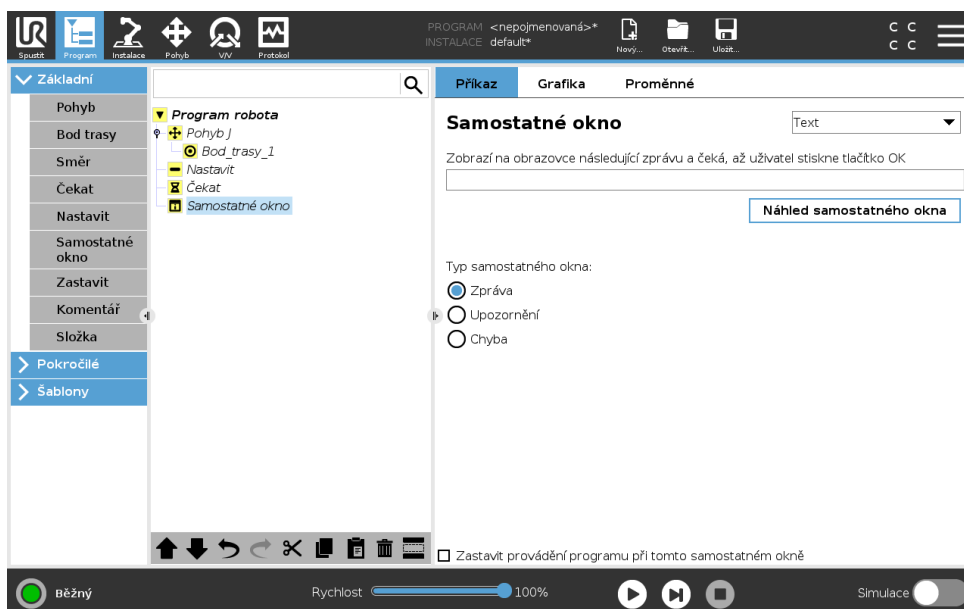 Spustit
Program
Instalace
Pohyb
V/V
Protokol
PROGRAM <nepojmenovaná>*
INSTALACE default*
Nový...
Otevřít...
Uložit...
C C
C C
Základní
Pohyb
Bod trasy
Směr
Čekat
Nastavit
Samostatné
okno
Zastavit
Komentář
Složka
Pokročilé
Šablony
Program robota
Pohyb J
Bod_trasy_1
Nastavit
Čekat
Samostatné okno
Příkaz
Grafika
Proměnné
Samostatné okno
Text
Zobrazí na obrazovce následující zprávu a čeká, až uživatel stiskne tlačítko OK
Náhled samostatného okna
Typ samostatného okna:
Zpráva
Upozornění
Chyba
Zastavit provádění programu při tomto samostatném okně
Běžný
Rychlost
100%
Simulace